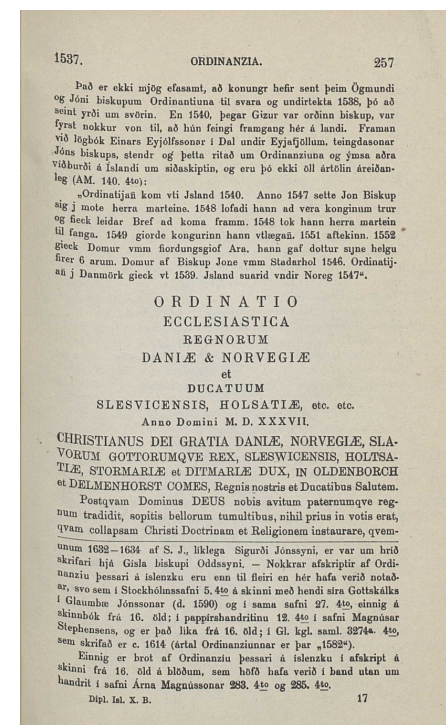 1537. ORDINANZIA. 257
Það er ekki mjög efasamt, að konungr hefir sent þeim Ögmundi
og Jóni biskupum Ordinantiuna til svara og undirtekta 1538, þó að
seint yrði um svörin. En 1540, þegar Gizur var orðinn biskup, var
fyrst nokkur von til, að hún feingi framgang hér á landi. Framan
við lögbók Einars Eyjólfssonar í Dal undir Eyjafjöllum, teingdasonar
Jóns biskups, stendr og þetta ritað um Ordinanziuna og ýmsa aðra
viðburði á Íslandi um siðaskiptin, og eru þó ekki öll ártölin áreiðan-
leg (AM. 140. 4to):
„Ordinatijan̄ kom vti Jsland 1540. Anno 1547 sette Jon Biskup
sig j mote herra marteine. 1548 lofadi hann ad vera konginum trur
og fieck leidar Bref ad koma framm. 1548 tok hann herra martein
til fanga. 1549 giorde kongurinn hann vtlægan̄. 1551 aftekinn. 1552
gieck Domur vmm fiordungsgiof Ara. hann gaf dottur syne helgu
firer 6 arum. Domur af Biskup Jone vmm Stadarhol 1546. Ordinatij-
an̄ j Danmörk gieck vt 1539. Jsland suarid vndir Noreg 1547“.
ORDINATIO
ECCLESIASTICA
REGNORUM
DANIÆ & NORVEGIÆ
et
DUCATUUM
SLESVICENSIS, HOLSATIÆ, etc. etc.
Anno Domini M. D. XXXVII.
CHRISTIANUS DEI GRATIA DANIÆ, NORVEGIÆ, SLA-
VORUM GOTTORUMQVE REX, SLESWICENSIS, HOLTSA-
TIÆ, STORMARIÆ et DITMARIÆ DUX, IN OLDENBORCH
et DELMENHORST COMES, Regnis nostris et Ducatibus Salutem.
Postqvam Dominus DEUS nobis avitum paternumqve reg-
num tradidit, sopitis bellorum tumultibus, nihil prius in votis erat,
qvam collapsam Christi Doctrinam et Religionem instaurare, qvem-
unum 1632–1634 af S. J., líklega Sigurði Jónssyni, er var um hríð
skrifari hjá Gísla biskupi Oddssyni. – Nokkrar afskriptir af Ordi-
nanziu þessari á íslenzku eru enn til fleiri en hér hafa verið notað-
ar, svo sem í Stockhólmssafni 5. 4to á skinni með hendi síra Gottskálks
í Glaumbæ Jónssonar (d. 1590) og í sama safni 27. 4to, einnig á
skinnbók frá 16. öld; í pappírshandritinu 12. 4to í safni Magnúsar
Stephensens, og er það líka frá 16. öld; í Gl. kgl. saml. 3274a. 4to,
sem skrifað er c. 1614 (ártal Ordinanziunnar er þar „1582“).
Einnig er brot af Ordinanziu þessari á íslenzku í afskript á
skinni frá 16. öld á blöðum, sem höfð hafa verið í band utan um
handrit í safni Árna Magnússonar 283. 4to og 285. 4to.
Dipl. Isl. X. B. 17